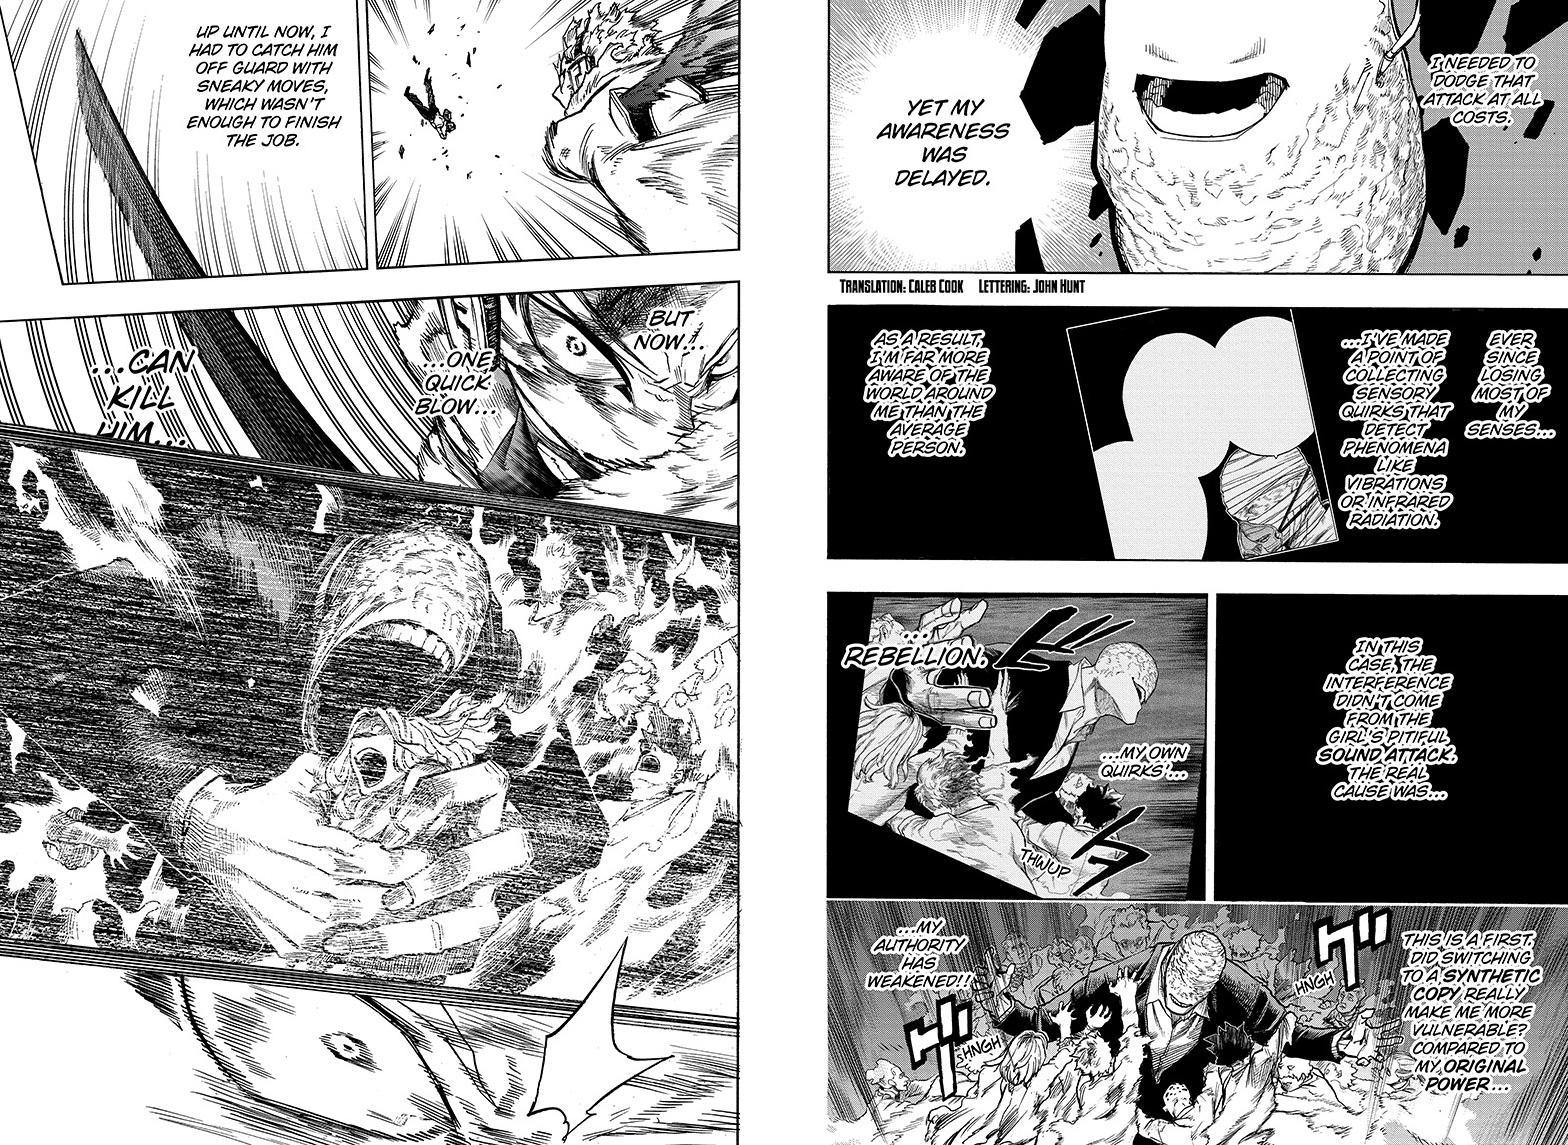 I NEEDED TO
DODGE THAT
ATTACK AT ALL
COSTS.
YET MY
AWARENESS
WAS
DELAYED.
TRANSLATION: CALEB COOK LETTERING: JOHN HUNT
EVER
SINCE
LOSING
MOST OF
MY
SENSES...
...I'VE MADE
A POINT OF
COLLECTING
SENSORY
QUIRKS THAT
DETECT
PHENOMENA
LIKE
VIBRATIONS
OR INFRARED
RADIATION.
AS A RESULT,
I'M FAR MORE
AWARE OF THE
WORLD AROUND
ME THAN THE
AVERAGE
PERSON.
IN THIS
CASE, THE
INTERFERENCE
DIDN'T COME
FROM THE
GIRL'S PITIFUL
SOUND ATTACK.
THE REAL
CAUSE WAS...
...MY OWN
QUIRKS'...
...
REBELLION.
THWUP
THIS IS A FIRST.
DID SWITCHING
TO A SYNTHETIC
COPY REALLY
MAKE ME MORE
VULNERABLE?
COMPARED TO
MY ORIGINAL
POWER...
HNGH
...MY
AUTHORITY
HAS
WEAKENED!!
SHNGH
UP UNTIL NOW, I
HAD TO CATCH HIM
OFF GUARD WITH
SNEAKY MOVES,
WHICH WASN'T
ENOUGH TO FINISH
THE JOB.
BUT
NOW...
...ONE
QUICK
BLOW...
...CAN
KILL
HIM...